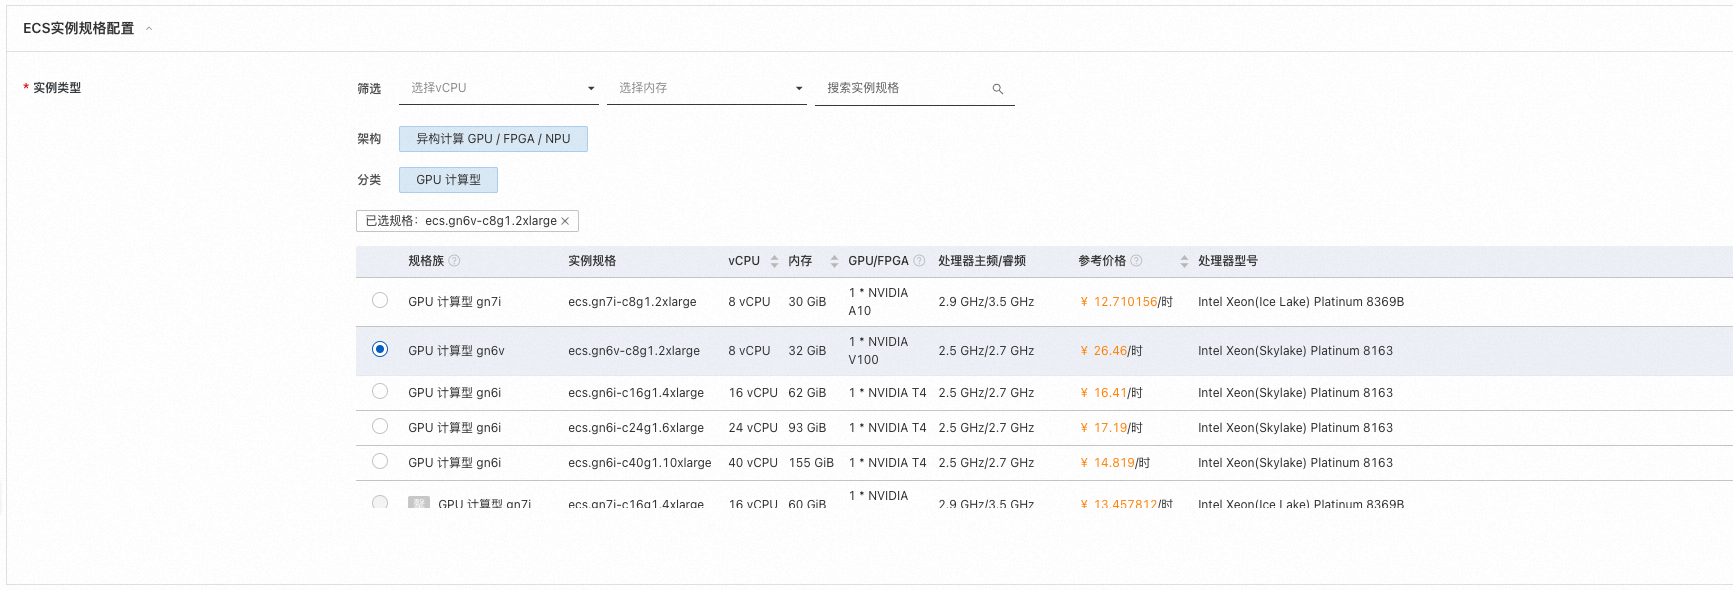 ECS实例规格配置
* 实例类型
筛选 选择vCPU 选择内存 搜索实例规格
架构 异构计算 GPU / FPGA / NPU
分类 GPU 计算型
已选规格：ecs.gn6v-c8g1.2xlarge ×
规格族 实例规格 vCPU 内存 GPU/FPGA 处理器主频/睿频 参考价格 处理器型号
GPU 计算型 gn7i ecs.gn7i-c8g1.2xlarge 8 vCPU 30 GiB 1 * NVIDIA A10 2.9 GHz/3.5 GHz ¥ 12.710156/时 Intel Xeon(Ice Lake) Platinum 8369B
GPU 计算型 gn6v ecs.gn6v-c8g1.2xlarge 8 vCPU 32 GiB 1 * NVIDIA V100 2.5 GHz/2.7 GHz ¥ 26.46/时 Intel Xeon(Skylake) Platinum 8163
GPU 计算型 gn6i ecs.gn6i-c16g1.4xlarge 16 vCPU 62 GiB 1 * NVIDIA T4 2.5 GHz/2.7 GHz ¥ 16.41/时 Intel Xeon(Skylake) Platinum 8163
GPU 计算型 gn6i ecs.gn6i-c24g1.6xlarge 24 vCPU 93 GiB 1 * NVIDIA T4 2.5 GHz/2.7 GHz ¥ 17.19/时 Intel Xeon(Skylake) Platinum 8163
GPU 计算型 gn6i ecs.gn6i-c40g1.10xlarge 40 vCPU 155 GiB 1 * NVIDIA T4 2.5 GHz/2.7 GHz ¥ 14.819/时 Intel Xeon(Skylake) Platinum 8163
GPU 计算型 gn7i ecs.gn7i-c16g1.4xlarge 16 vCPU 60 GiB 1 * NVIDIA 2.9 GHz/3.5 GHz ¥ 13.457812/时 Intel Xeon(Ice Lake) Platinum 8369B